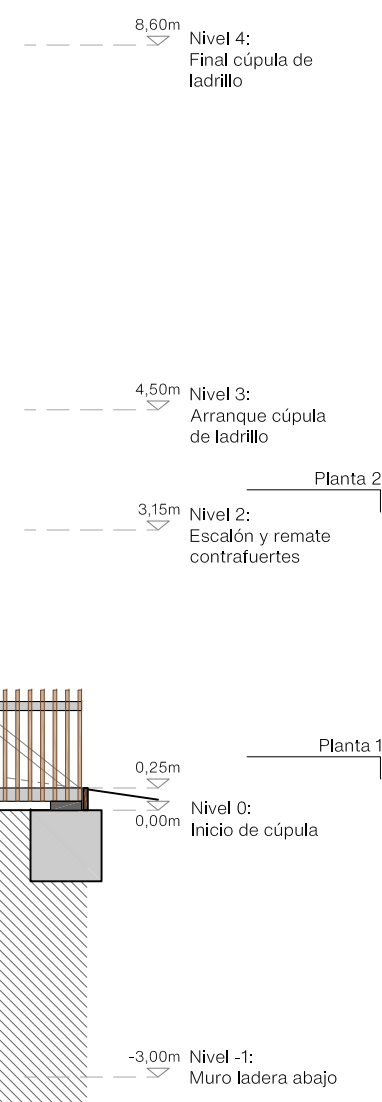 8,60m
Nivel 4:
Final cúpula de
ladrillo
4,50m
Nivel 3:
Arranque cúpula
de ladrillo
Planta 2
3,15m
Nivel 2:
Escalón y remate
contrafuertes
Planta 1
0,25m
0,00m
Nivel 0:
Inicio de cúpula
-3,00m
Nivel -1:
Muro ladera abajo